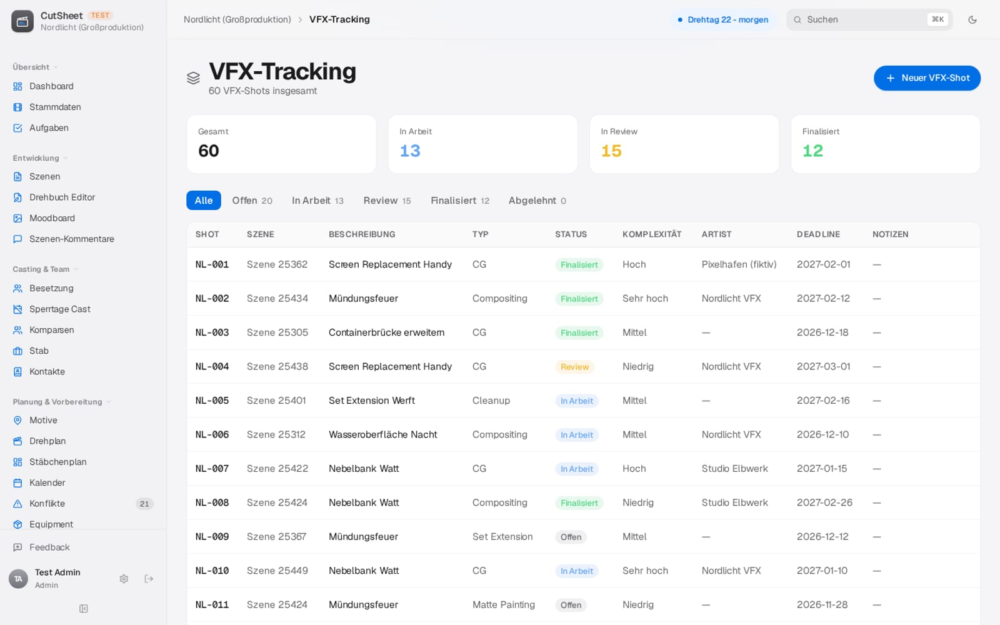 CutSheet TEST
Nordlicht (Großproduktion)
Übersicht
Dashboard
Stammdaten
Aufgaben
Entwicklung
Szenen
Drehbuch Editor
Moodboard
Szenen-Kommentare
Casting & Team
Besetzung
Sperrtage Cast
Komparsen
Stab
Kontakte
Planung & Vorbereitung
Motive
Drehplan
Stäbchenplan
Kalender
Konflikte 21
Equipment
Feedback
TA
Test Admin
Admin
Nordlicht (Großproduktion) > VFX-Tracking
Drehtag 22 - morgen
Suchen ⌘K
VFX-Tracking
60 VFX-Shots insgesamt
+ Neuer VFX-Shot
Gesamt
60
In Arbeit
13
In Review
15
Finalisiert
12
Alle Offen 20 In Arbeit 13 Review 15 Finalisiert 12 Abgelehnt 0
SHOT SZENE BESCHREIBUNG TYP STATUS KOMPLEXITÄT ARTIST DEADLINE NOTIZEN
NL-001 Szene 25362 Screen Replacement Handy CG Finalisiert Hoch Pixelhafen (fiktiv) 2027-02-01 —
NL-002 Szene 25434 Mündungsfeuer Compositing Finalisiert Sehr hoch Nordlicht VFX 2027-02-12 —
NL-003 Szene 25305 Containerbrücke erweitern CG Finalisiert Mittel — 2026-12-18 —
NL-004 Szene 25438 Screen Replacement Handy CG Review Niedrig Nordlicht VFX 2027-03-01 —
NL-005 Szene 25401 Set Extension Werft Cleanup In Arbeit Mittel — 2027-02-16 —
NL-006 Szene 25312 Wasseroberfläche Nacht Compositing In Arbeit Mittel Nordlicht VFX 2026-12-10 —
NL-007 Szene 25422 Nebelbank Watt CG In Arbeit Hoch Studio Elbwerk 2027-01-15 —
NL-008 Szene 25424 Nebelbank Watt Compositing Finalisiert Niedrig Studio Elbwerk 2027-02-26 —
NL-009 Szene 25367 Mündungsfeuer Set Extension Offen Mittel — 2026-12-12 —
NL-010 Szene 25449 Nebelbank Watt CG In Arbeit Sehr hoch Nordlicht VFX 2027-01-10 —
NL-011 Szene 25424 Mündungsfeuer Matte Painting Offen Niedrig — 2026-11-28 —